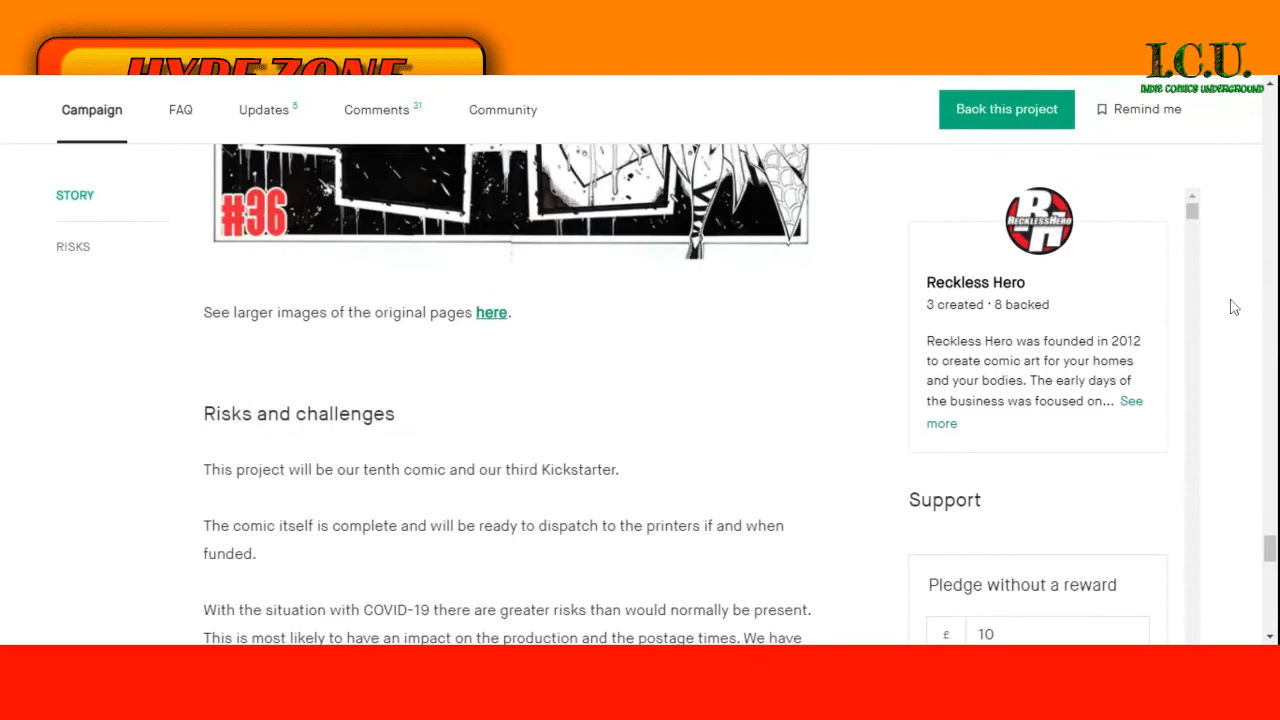 HYPE ZONE
I.C.U.
INDIE COMICS UNDERGROUND
Campaign FAQ Updates 5 Comments 31 Community Back this project Remind me
STORY
RISKS
#36
See larger images of the original pages here.
Risks and challenges
This project will be our tenth comic and our third Kickstarter.
The comic itself is complete and will be ready to dispatch to the printers if and when
funded.
With the situation with COVID-19 there are greater risks than would normally be present.
This is most likely to have an impact on the production and the postage times. We have
RECKLESSHERO
Reckless Hero
3 created · 8 backed
Reckless Hero was founded in 2012
to create comic art for your homes
and your bodies. The early days of
the business was focused on... See
more
Support
Pledge without a reward
£ 10